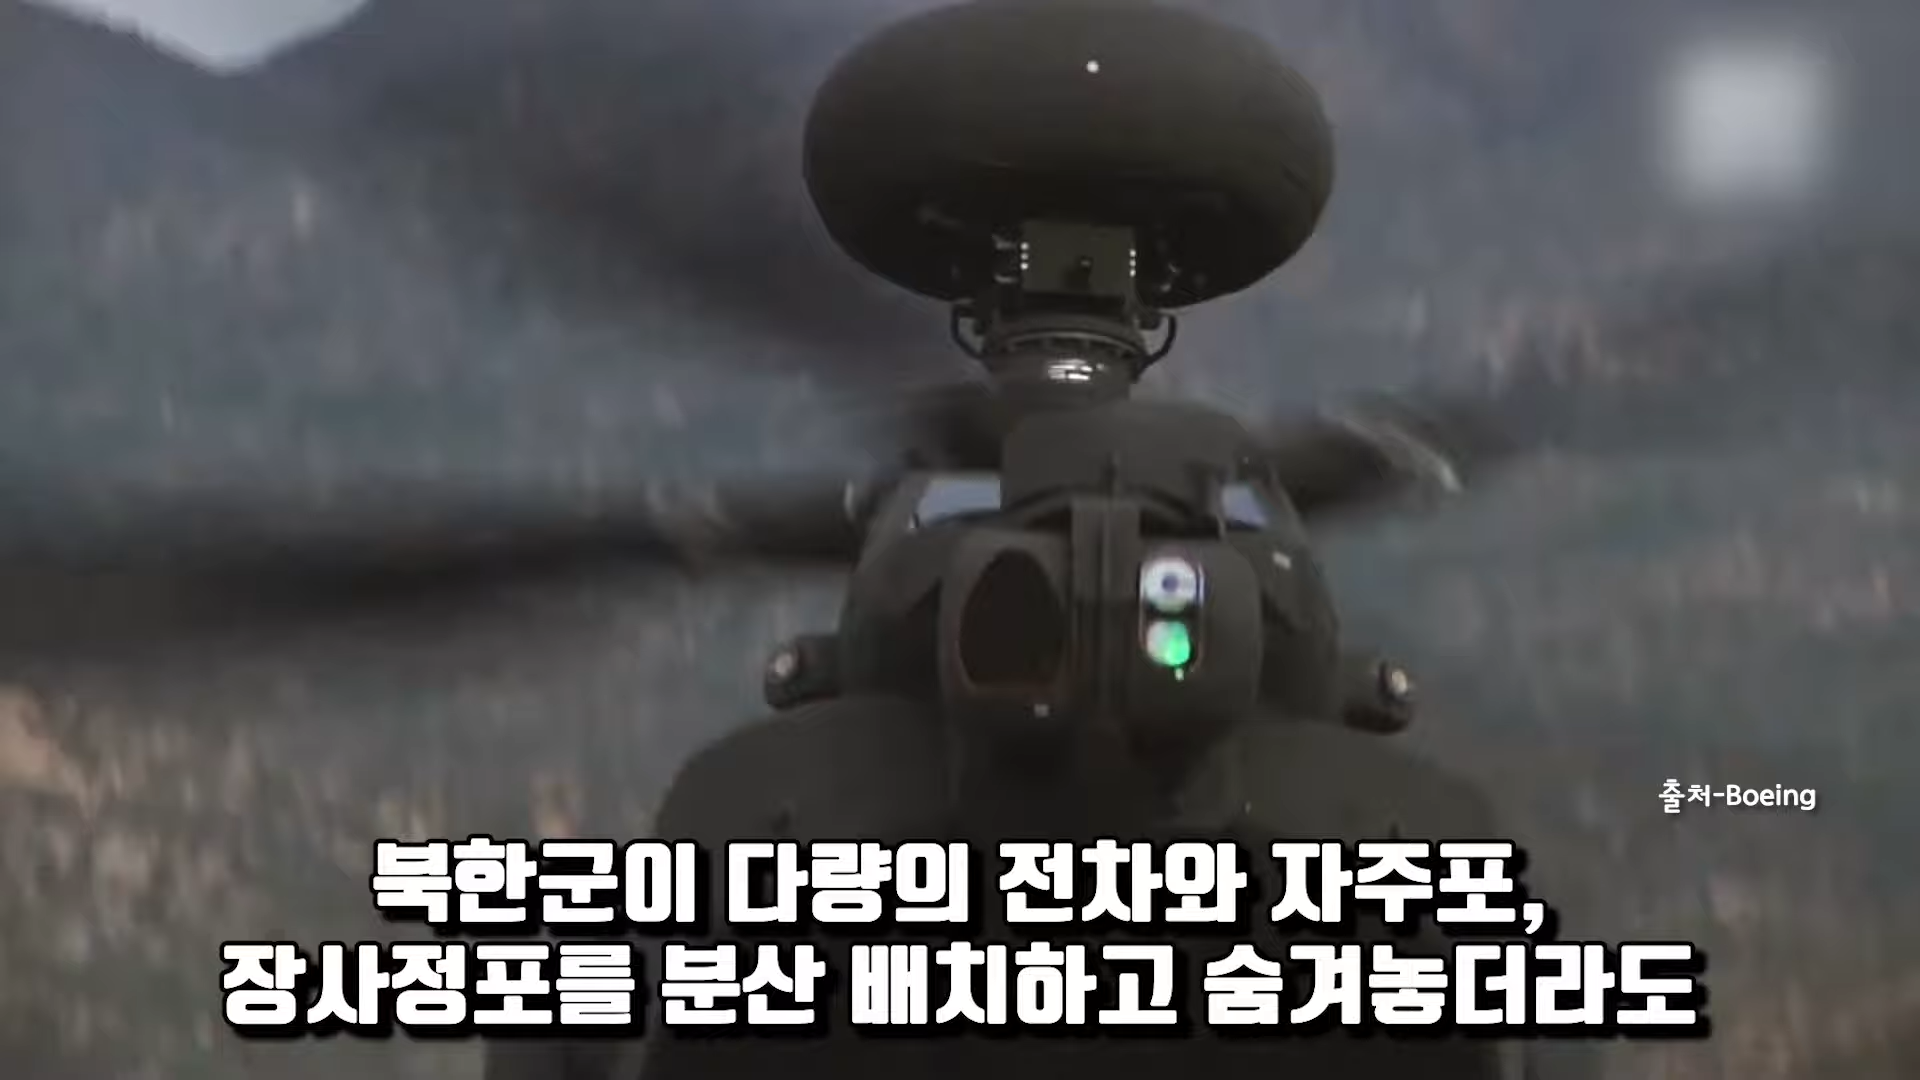 출처-Boeing
북한군이 다량의 전차와 자주포,
장사정포를 분산 배치하고 숨겨놓더라도